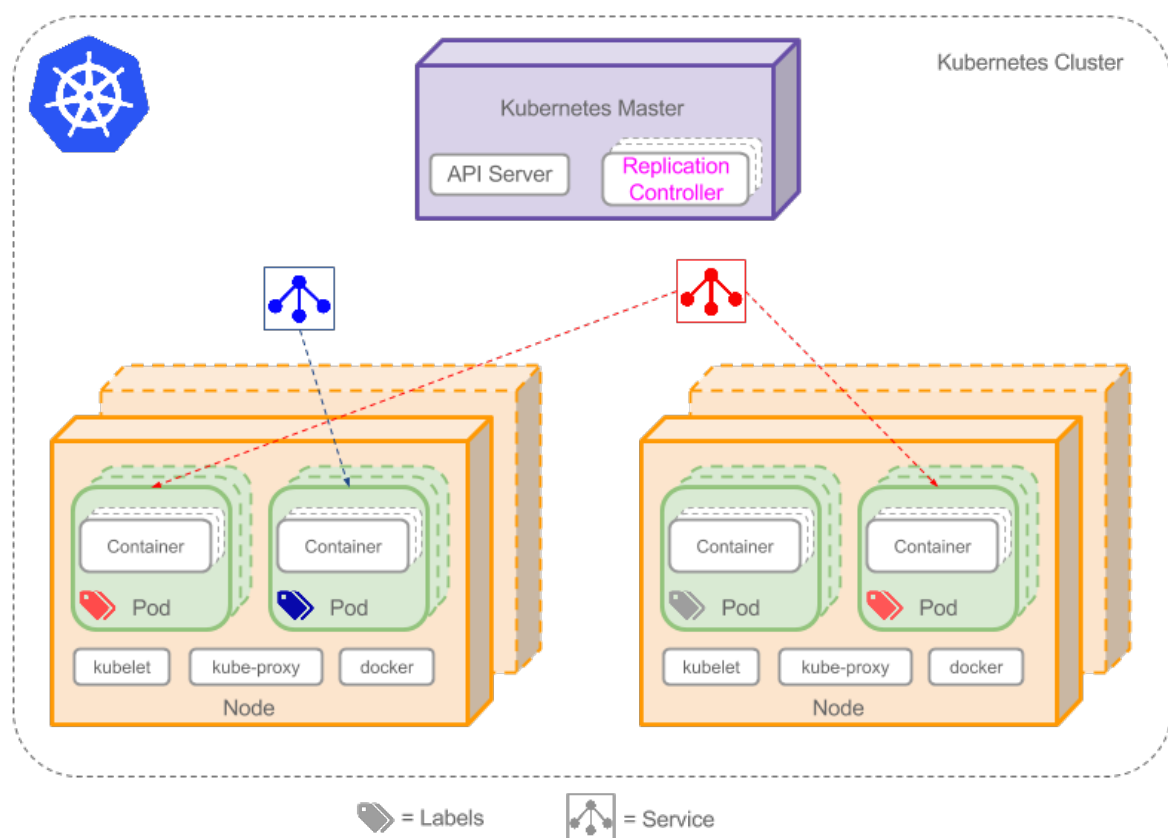 Kubernetes Cluster
Kubernetes Master
API Server
Replication
Controller
Container
Container
Pod
Pod
kubelet
kube-proxy
docker
Node
Container
Container
Pod
Pod
kubelet
kube-proxy
docker
Node
= Labels
= Service